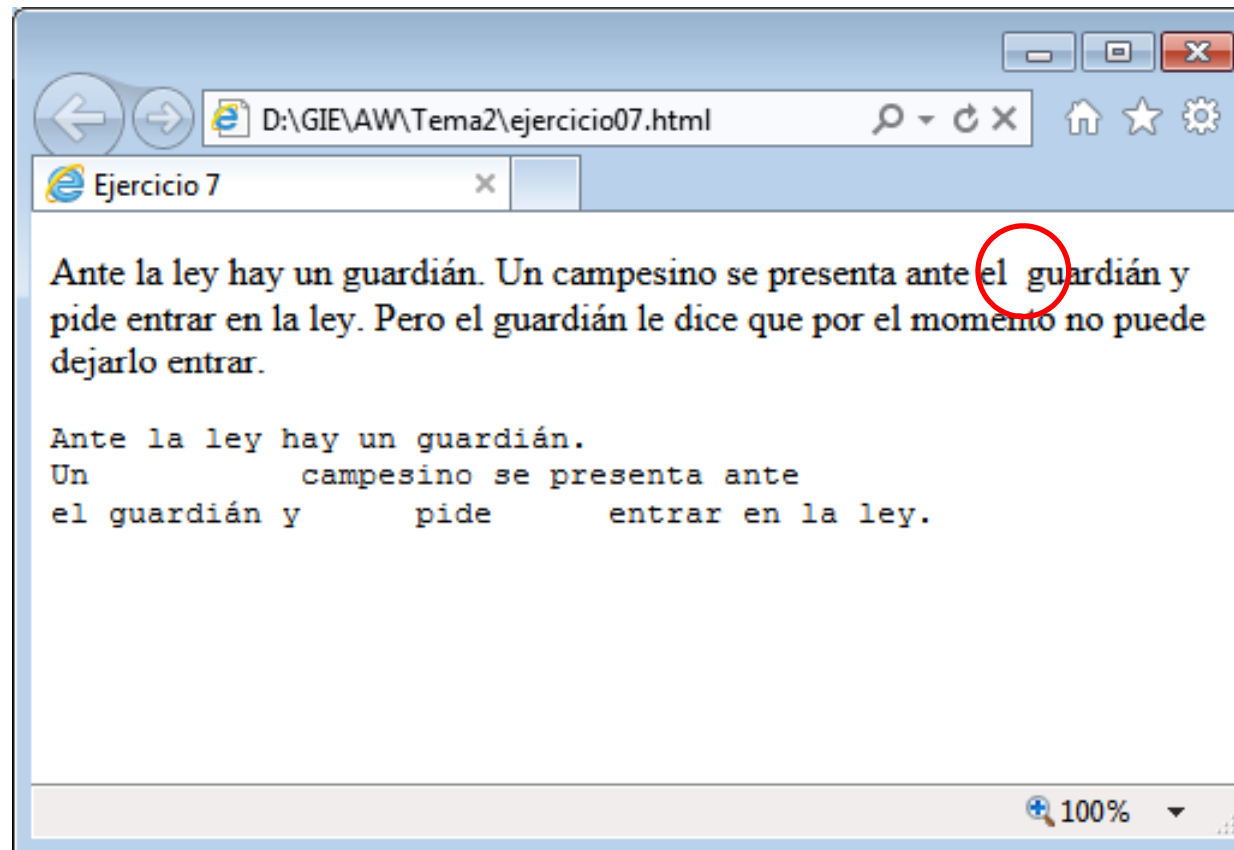 D:\GIE\AW\Tema2\ejercicio07.html
Ejercicio 7
Ante la ley hay un guardián. Un campesino se presenta ante el  guardián y
pide entrar en la ley. Pero el guardián le dice que por el momento no puede
dejarlo entrar.
Ante la ley hay un guardián.
Un           campesino se presenta ante
el guardián y      pide      entrar en la ley.
100%